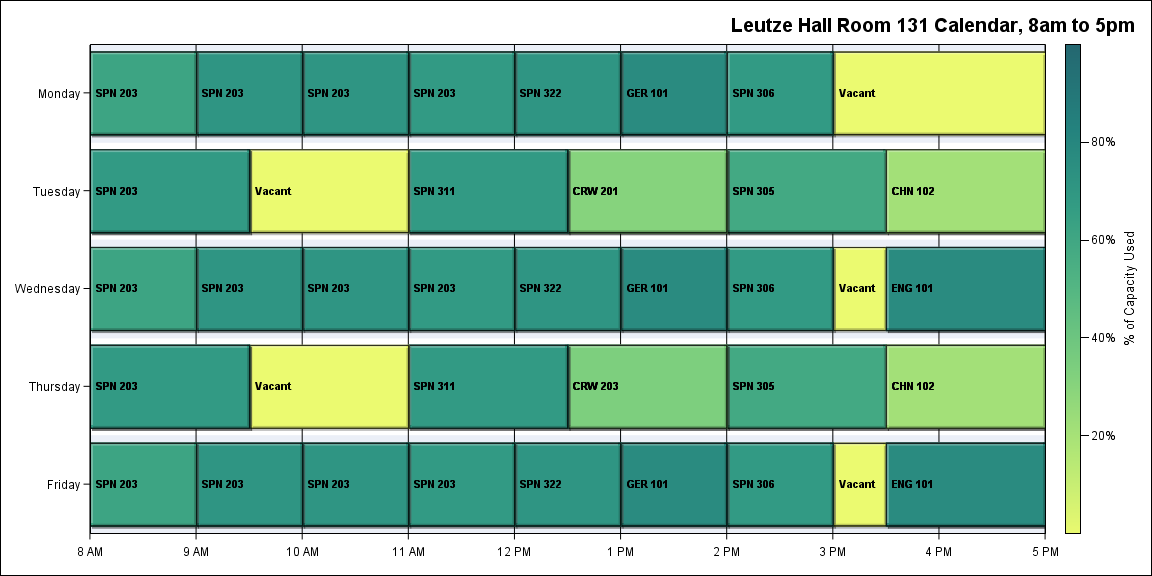 Leutze Hall Room 131 Calendar, 8am to 5pm
Monday
SPN 203
SPN 203
SPN 203
SPN 203
SPN 322
GER 101
SPN 306
Vacant
Tuesday
SPN 203
Vacant
SPN 311
CRW 201
SPN 305
CHN 102
Wednesday
SPN 203
SPN 203
SPN 203
SPN 203
SPN 322
GER 101
SPN 306
Vacant
ENG 101
Thursday
SPN 203
Vacant
SPN 311
CRW 203
SPN 305
CHN 102
Friday
SPN 203
SPN 203
SPN 203
SPN 203
SPN 322
GER 101
SPN 306
Vacant
ENG 101
8 AM
9 AM
10 AM
11 AM
12 PM
1 PM
2 PM
3 PM
4 PM
5 PM
80%
60%
40%
20%
% of Capacity Used